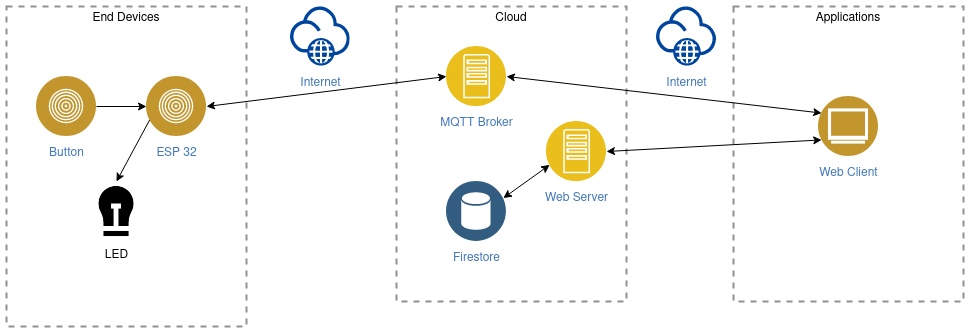 End Devices
Cloud
Applications
Internet
Internet
MQTT Broker
Button
ESP 32
Web Client
Web Server
LED
Firestore